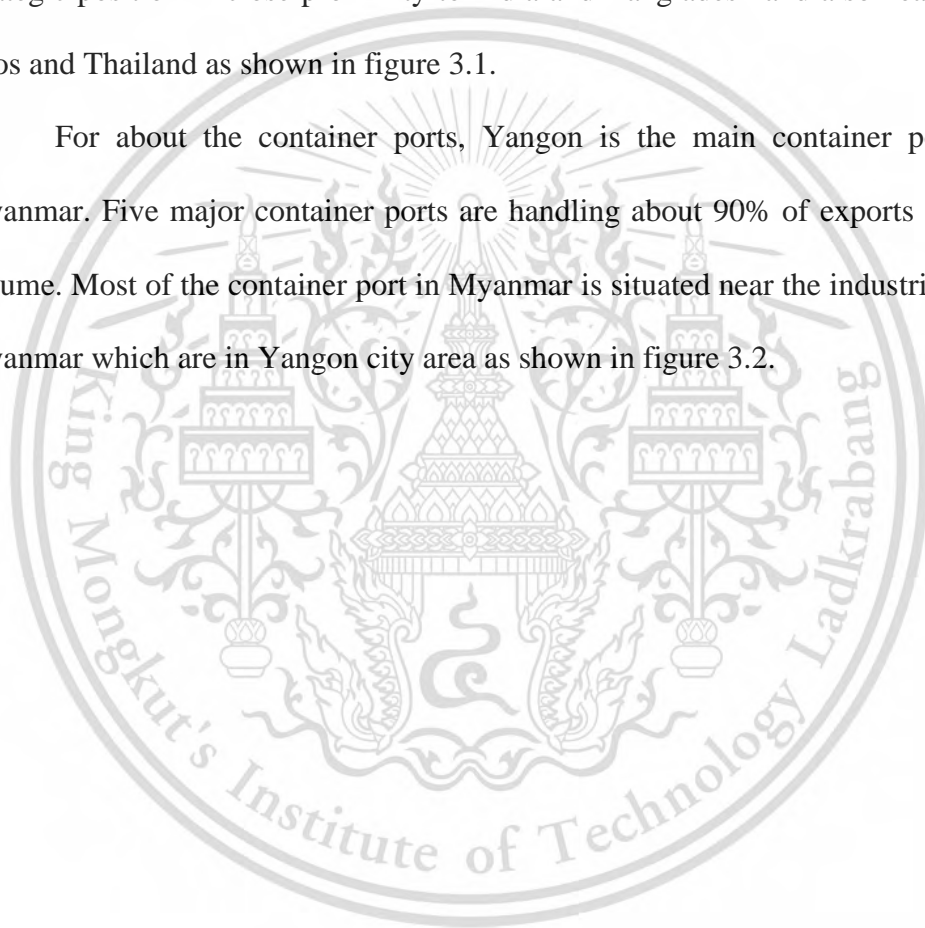 os and Thailand as shown in figure 3.1.
For about the container ports, Yangon is the main container p
yanmar. Five major container ports are handling about 90% of exports
ume. Most of the container port in Myanmar is situated near the industri
yanmar which are in Yangon city area as shown in figure 3.2.
King Mongkut's Institute of Technology Ladkrabang